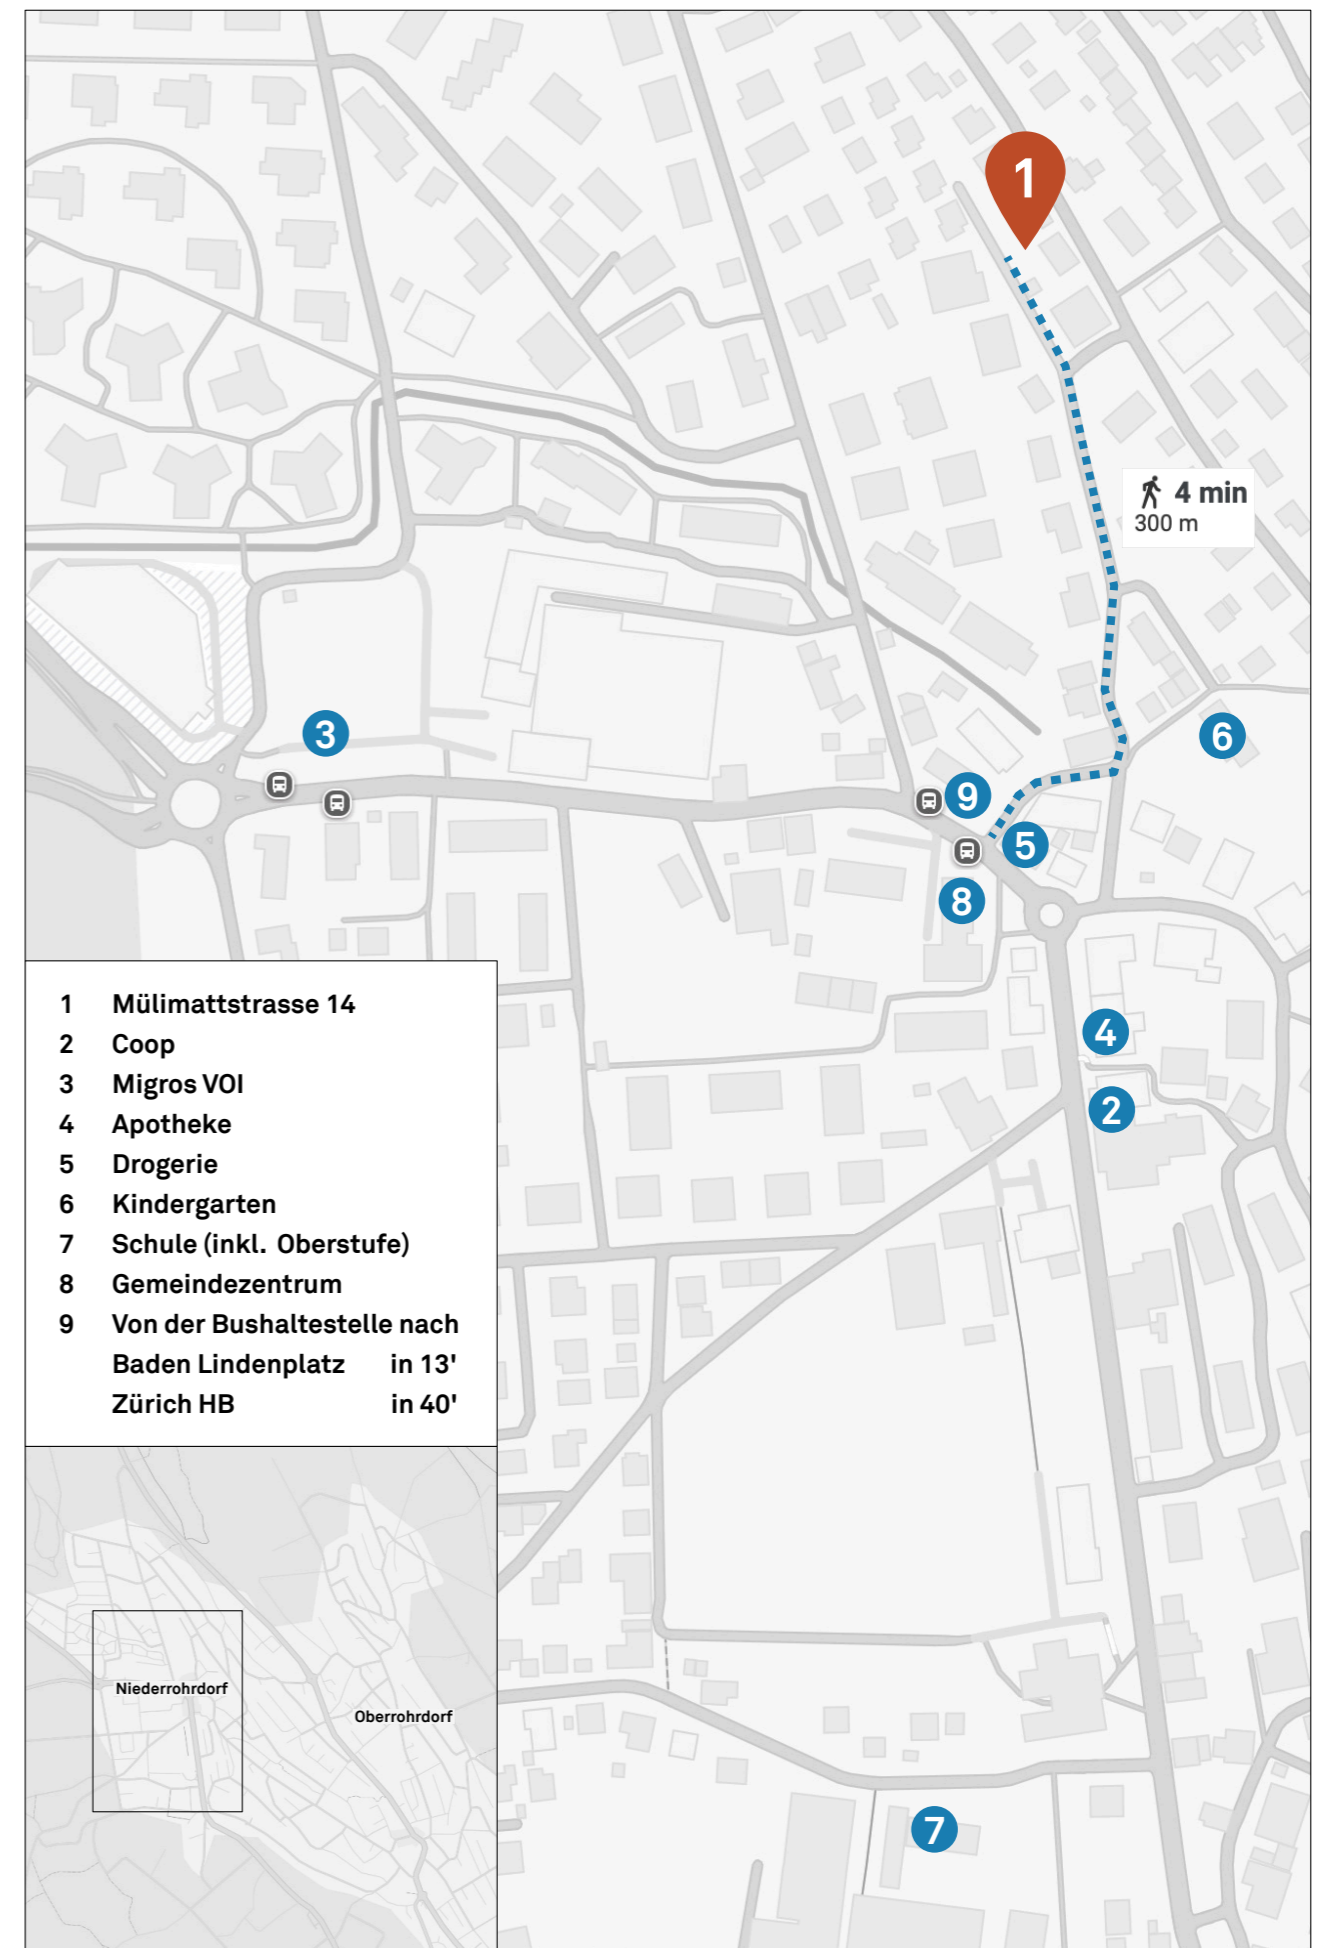 1
4 min
300 m
3
6
9
5
8
4
2
7
1 Mülimattstrasse 14
2 Coop
3 Migros VOI
4 Apotheke
5 Drogerie
6 Kindergarten
7 Schule (inkl. Oberstufe)
8 Gemeindezentrum
9 Von der Bushaltestelle nach
Baden Lindenplatz in 13'
Zürich HB in 40'
Niederrohrdorf
Oberrohrdorf